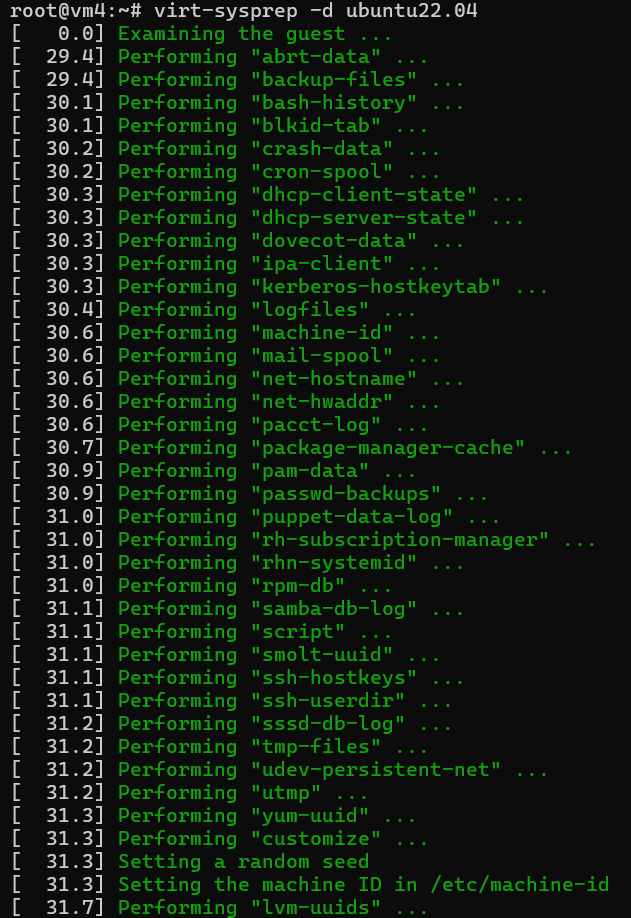 root@vm4:~# virt-sysprep -d ubuntu22.04
[   0.0] Examining the guest ...
[  29.4] Performing "abrt-data" ...
[  29.4] Performing "backup-files" ...
[  30.1] Performing "bash-history" ...
[  30.1] Performing "blkid-tab" ...
[  30.2] Performing "crash-data" ...
[  30.2] Performing "cron-spool" ...
[  30.3] Performing "dhcp-client-state" ...
[  30.3] Performing "dhcp-server-state" ...
[  30.3] Performing "dovecot-data" ...
[  30.3] Performing "ipa-client" ...
[  30.3] Performing "kerberos-hostkeytab" ...
[  30.4] Performing "logfiles" ...
[  30.6] Performing "machine-id" ...
[  30.6] Performing "mail-spool" ...
[  30.6] Performing "net-hostname" ...
[  30.6] Performing "net-hwaddr" ...
[  30.6] Performing "pacct-log" ...
[  30.7] Performing "package-manager-cache" ...
[  30.9] Performing "pam-data" ...
[  30.9] Performing "passwd-backups" ...
[  31.0] Performing "puppet-data-log" ...
[  31.0] Performing "rh-subscription-manager" ...
[  31.0] Performing "rhn-systemid" ...
[  31.0] Performing "rpm-db" ...
[  31.1] Performing "samba-db-log" ...
[  31.1] Performing "script" ...
[  31.1] Performing "smolt-uuid" ...
[  31.1] Performing "ssh-hostkeys" ...
[  31.1] Performing "ssh-userdir" ...
[  31.2] Performing "sssd-db-log" ...
[  31.2] Performing "tmp-files" ...
[  31.2] Performing "udev-persistent-net" ...
[  31.2] Performing "utmp" ...
[  31.3] Performing "yum-uuid" ...
[  31.3] Performing "customize" ...
[  31.3] Setting a random seed
[  31.3] Setting the machine ID in /etc/machine-id
[  31.7] Performing "lvm-uuids" ...